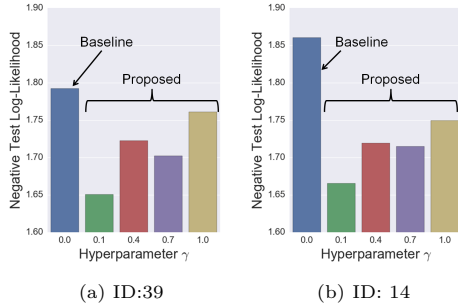 Negative Test Log-Likelihood
1.90
1.85
1.80
1.75
1.70
1.65
1.60
Baseline
Proposed
0.0 0.1 0.4 0.7 1.0
Hyperparameter γ
(a) ID:39
Negative Test Log-Likelihood
1.90
1.85
1.80
1.75
1.70
1.65
1.60
Baseline
Proposed
0.0 0.1 0.4 0.7 1.0
Hyperparameter γ
(b) ID: 14